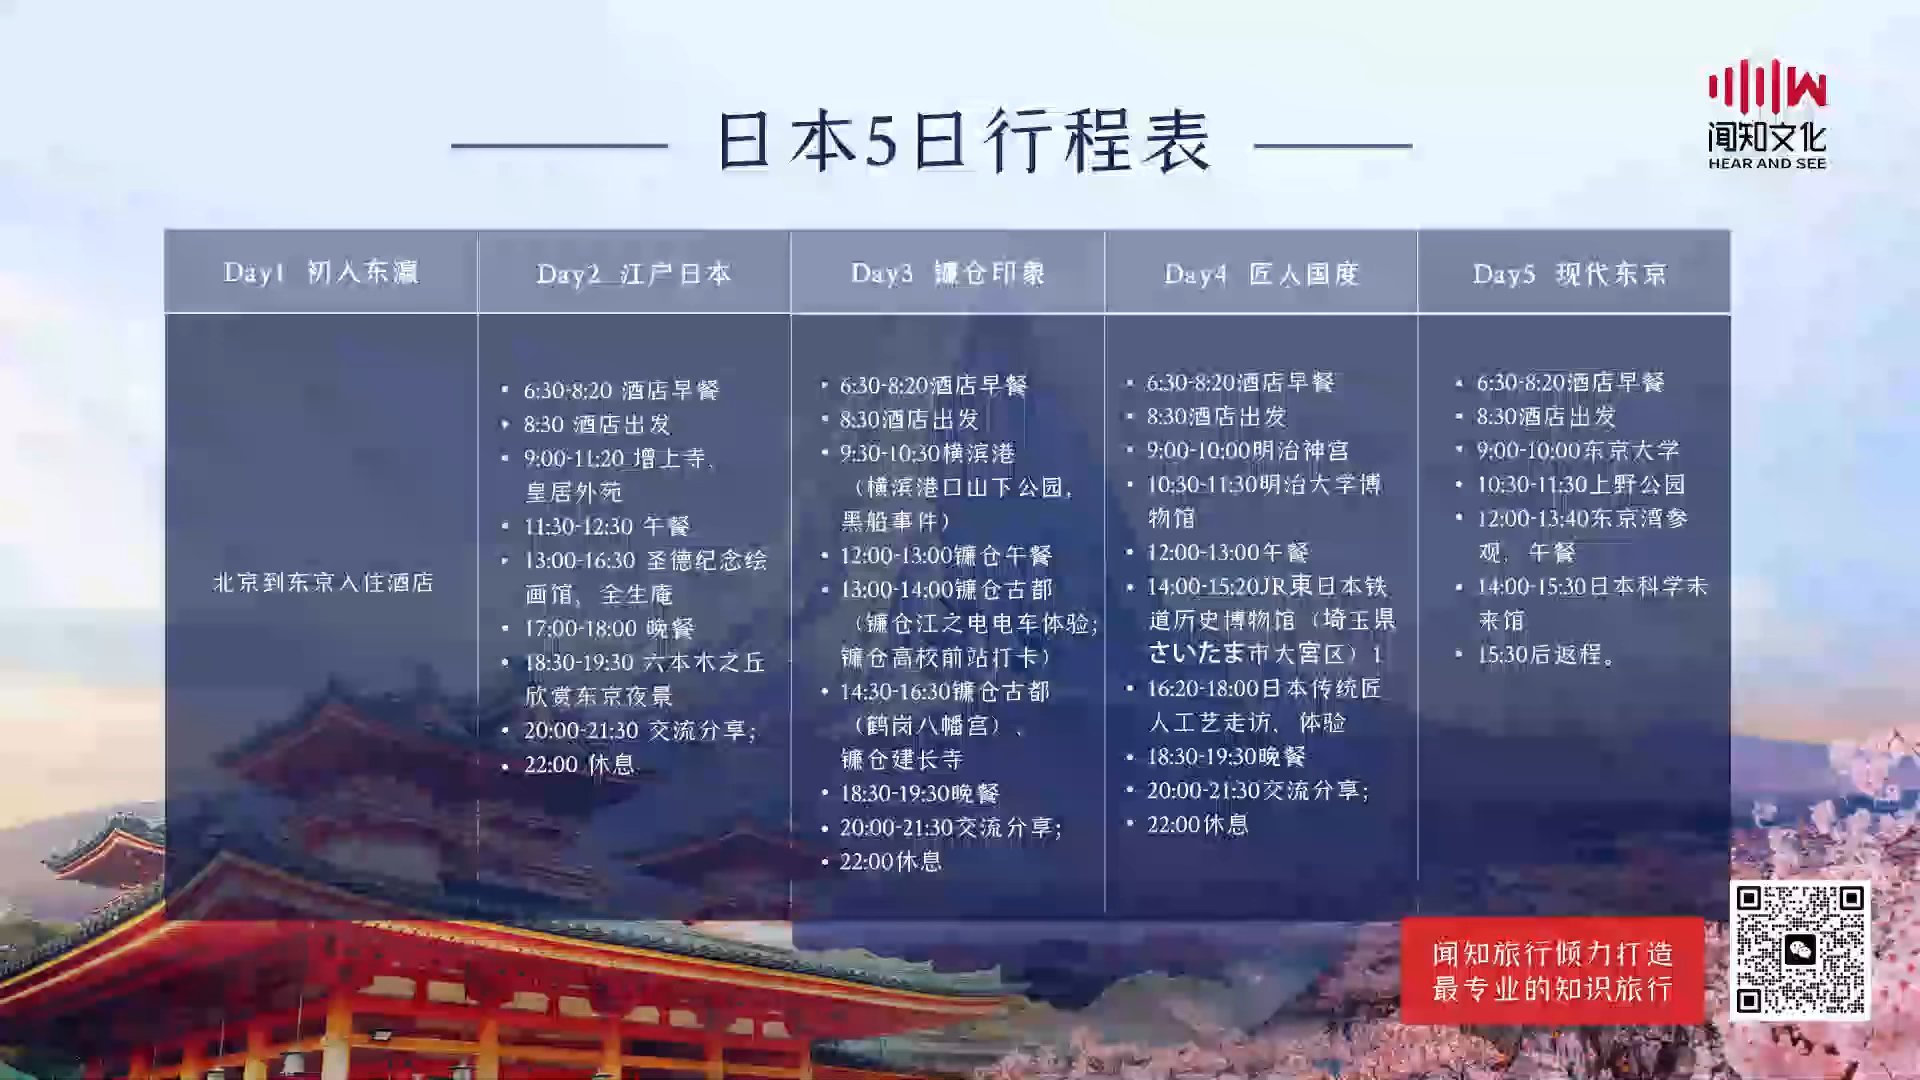 闻知文化
HEAR AND SEE
日本5日行程表
Day1 初入东瀛
Day2 江户日本
Day3 镰仓印象
Day4 匠人国度
Day5 现代东京
北京到东京入住酒店
• 6:30-8:20 酒店早餐
• 8:30 酒店出发
• 9:00-11:20 增上寺、
皇居外苑
• 11:30-12:30 午餐
• 13:00-16:30 圣德纪念绘
画馆、全生庵
• 17:00-18:00 晚餐
• 18:30-19:30 六本木之丘
欣赏东京夜景
• 20:00-21:30 交流分享；
• 22:00 休息
• 6:30-8:20酒店早餐
• 8:30酒店出发
• 9:30-10:30横滨港
（横滨港口山下公园，
黑船事件）
• 12:00-13:00镰仓午餐
• 13:00-14:00镰仓古都
（镰仓江之电电车体验；
镰仓高校前站打卡）
• 14:30-16:30镰仓古都
（鹤岗八幡宫）、
镰仓建长寺
• 18:30-19:30晚餐
• 20:00-21:30交流分享；
• 22:00休息
• 6:30-8:20酒店早餐
• 8:30酒店出发
• 9:00-10:00明治神宫
• 10:30-11:30明治大学博
物馆
• 12:00-13:00午餐
• 14:00-15:20JR東日本铁
道历史博物馆（埼玉県
さいたま市大宮区）1
• 16:20-18:00日本传统匠
人工艺走访、体验
• 18:30-19:30晚餐
• 20:00-21:30交流分享；
• 22:00休息
• 6:30-8:20酒店早餐
• 8:30酒店出发
• 9:00-10:00东京大学
• 10:30-11:30上野公园
• 12:00-13:40东京湾参
观、午餐
• 14:00-15:30日本科学未
来馆
• 15:30后返程。
闻知旅行倾力打造
最专业的知识旅行